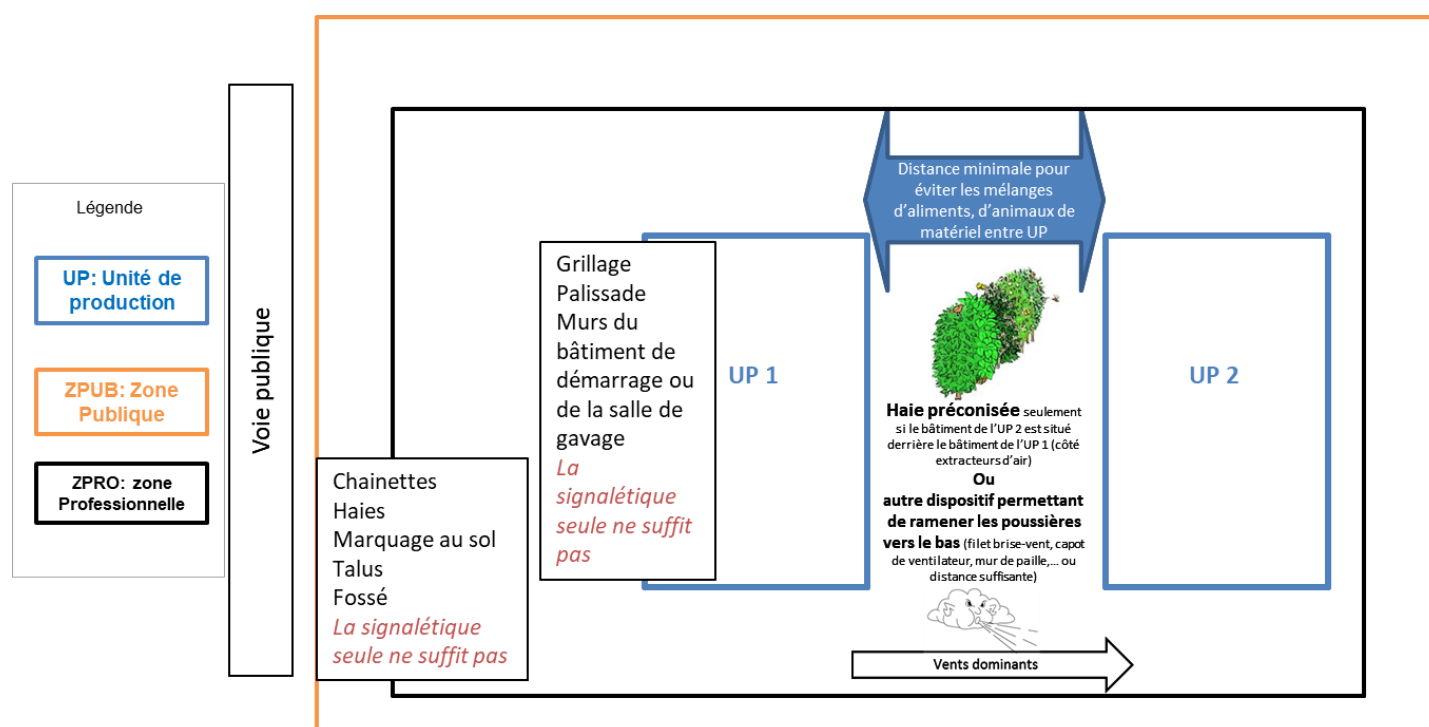 Légende
UP: Unité de
production
ZPUB: Zone
Publique
ZPRO: zone
Professionnelle
Voie publique
Chainettes
Haies
Marquage au sol
Talus
Fossé
La signalétique
seule ne suffit pas
Grillage
Palissade
Murs du
bâtiment de
démarrage ou
de la salle de
gavage
La
signalétique
seule ne suffit
pas
UP 1
Distance minimale pour
éviter les mélanges
d’aliments, d’animaux de
matériel entre UP
Haie préconisée seulement
si le bâtiment de l’UP 2 est situé
derrière le bâtiment de l’UP 1 (côté
extracteurs d’air)
Ou
autre dispositif permettant
de ramener les poussières
vers le bas (filet brise-vent, capot
de ventilateur, mur de paille,... ou
distance suffisante)
Vents dominants
UP 2